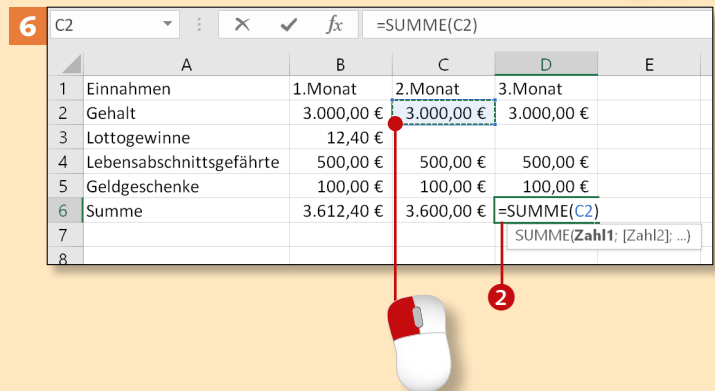 6 C2 fx =SUMME(C2)
A B C D E
1 Einnahmen 1.Monat 2.Monat 3.Monat
2 Gehalt 3.000,00 € 3.000,00 € 3.000,00 €
3 Lottogewinne 12,40 €
4 Lebensabschnittsgefährte 500,00 € 500,00 € 500,00 €
5 Geldgeschenke 100,00 € 100,00 € 100,00 €
6 Summe 3.612,40 € 3.600,00 € =SUMME(C2)
7 SUMME(Zahl1; [Zahl2]; ...)
8
2